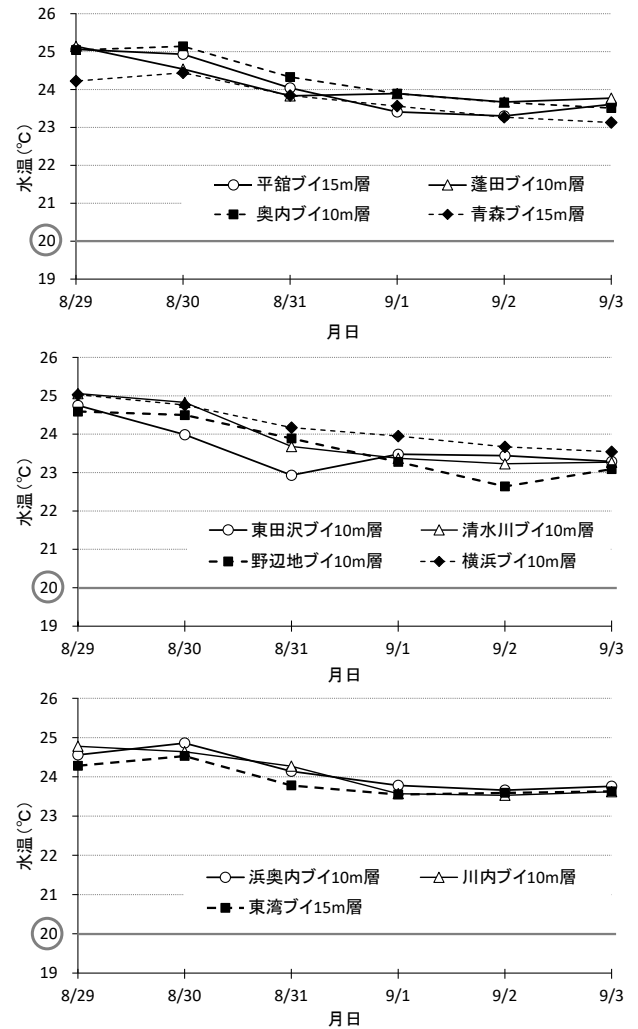 26
25
24
23
22
21
20
19
水温(℃)
平舘ブイ15m層
蓬田ブイ10m層
奥内ブイ10m層
青森ブイ15m層
8/29 8/30 8/31 9/1 9/2 9/3
月日
26
25
24
23
22
21
20
19
水温(℃)
東田沢ブイ10m層
清水川ブイ10m層
野辺地ブイ10m層
横浜ブイ10m層
8/29 8/30 8/31 9/1 9/2 9/3
月日
26
25
24
23
22
21
20
19
水温(℃)
浜奥内ブイ10m層
川内ブイ10m層
東湾ブイ15m層
8/29 8/30 8/31 9/1 9/2 9/3
月日